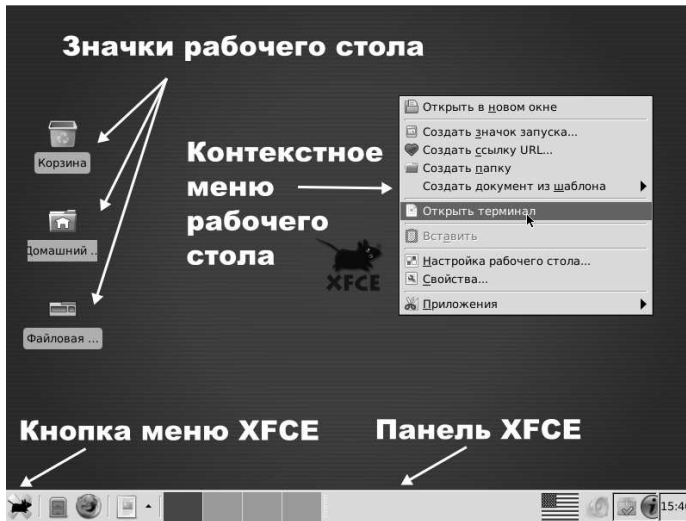 Значки рабочего стола
Корзина
Домашний ..
Файловая ...
Контекстное
меню
рабочего
стола
XFCE
Открыть в новом окне
Создать значок запуска...
Создать ссылку URL...
Создать папку
Создать документ из шаблона
Открыть терминал
Вставить
Настройка рабочего стола...
Свойства...
Приложения
Кнопка меню XFCE
Панель XFCE
15:46